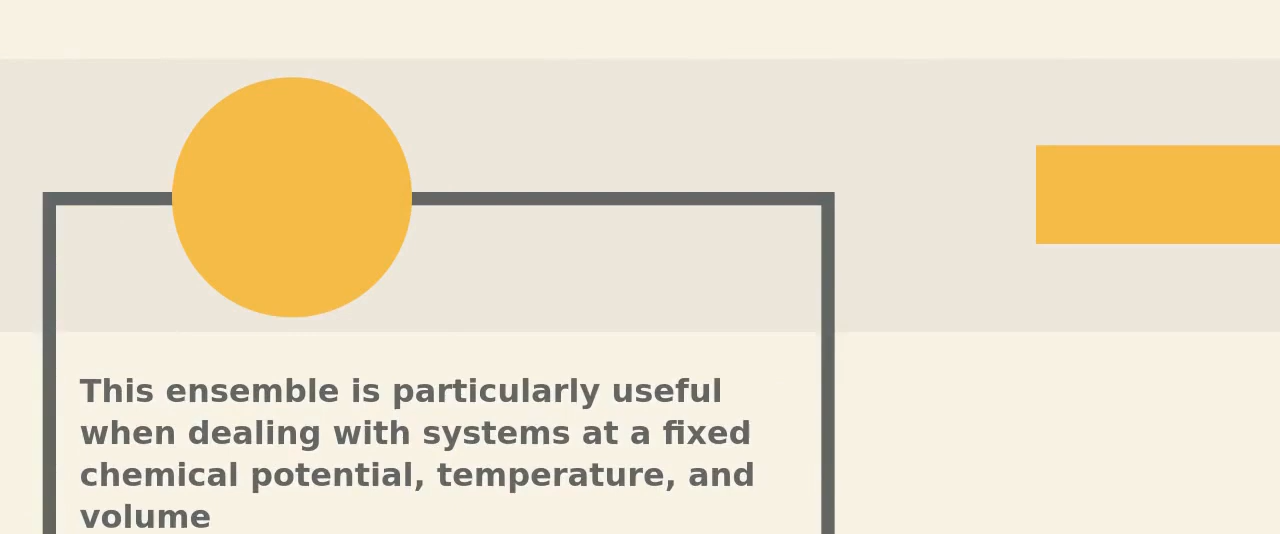 This ensemble is particularly useful
when dealing with systems at a fixed
chemical potential, temperature, and
volume